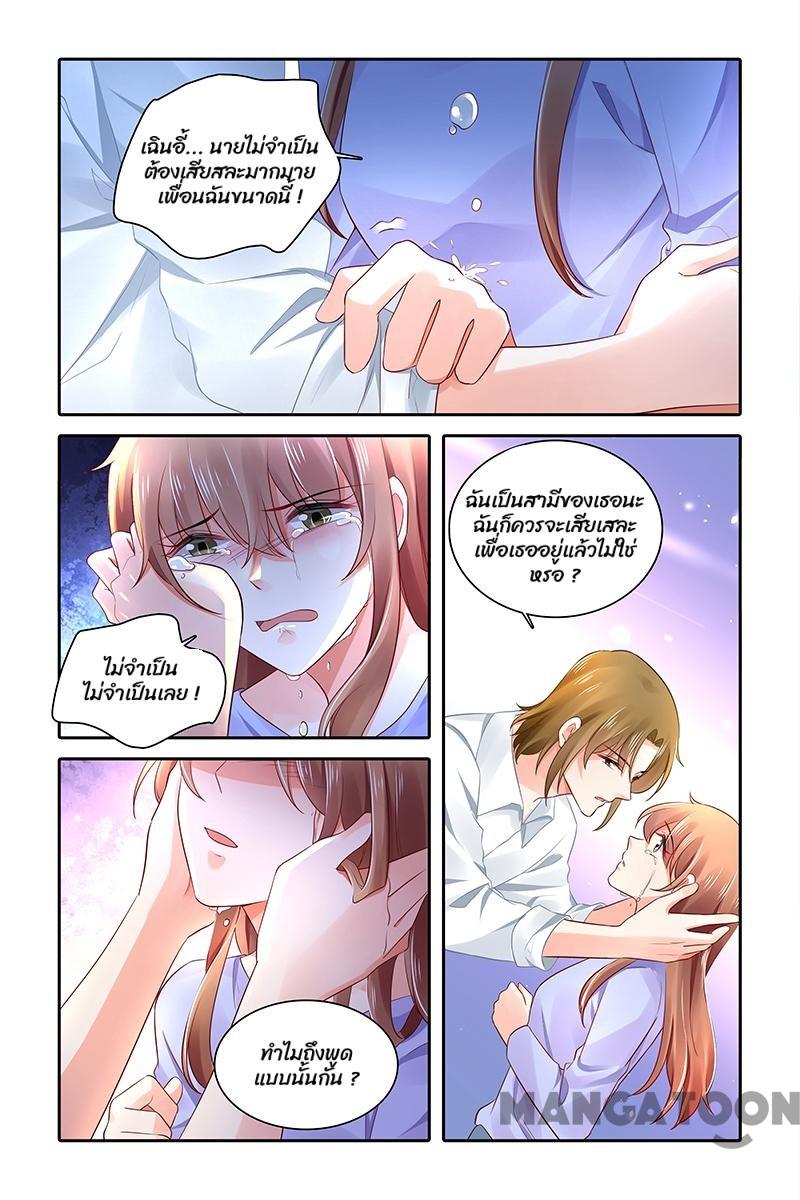 เฉินอี้... นายไม่จำเป็น
ต้องเสียสละมากมาย
เพื่อนฉันขนาดนี้ !
ไม่จำเป็น
ไม่จำเป็นเลย !
ทำไมถึงพูด
แบบนั้นกัน ?
ฉันเป็นสามีของเธอนะ
ฉันก็ควรจะเสียเสละ
เพื่อเธออยู่แล้วไม่ใช่
หรอ ?
MANGATOON